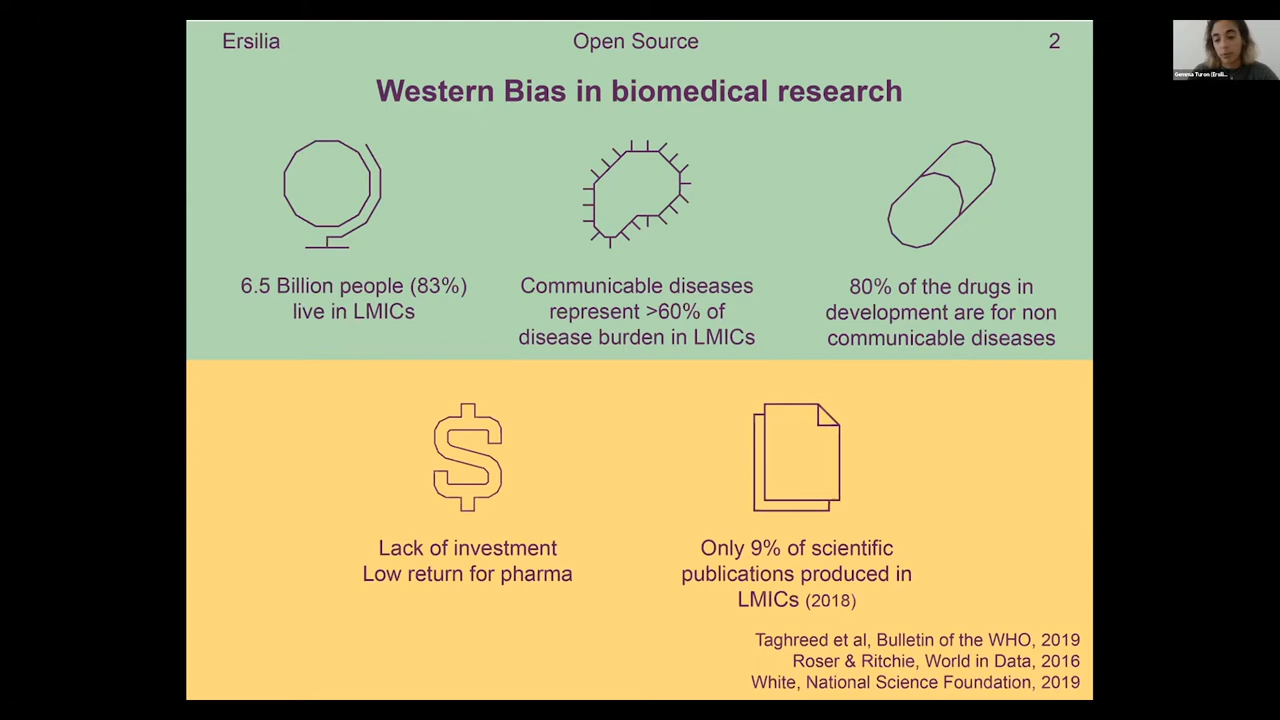 Ersilia
Open Source
2
Western Bias in biomedical research
6.5 Billion people (83%)
live in LMICs
Communicable diseases
represent >60% of
disease burden in LMICs
80% of the drugs in
development are for non
communicable diseases
Lack of investment
Low return for pharma
Only 9% of scientific
publications produced in
LMICs (2018)
Taghreed et al, Bulletin of the WHO, 2019
Roser & Ritchie, World in Data, 2016
White, National Science Foundation, 2019
Gemma Turon (Ersili...